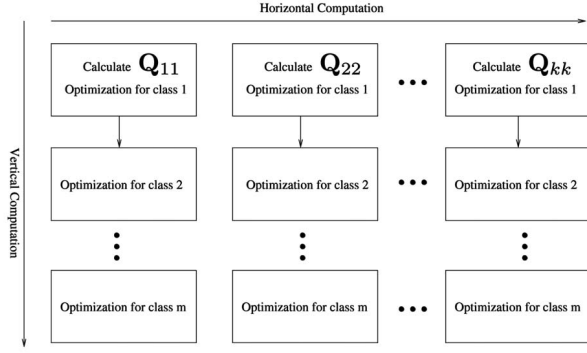 Horizontal Computation
Vertical Computation
Calculate Q11
Optimization for class 1
Calculate Q22
Optimization for class 1
Calculate Qkk
Optimization for class 1
Optimization for class 2
Optimization for class 2
Optimization for class 2
Optimization for class m
Optimization for class m
Optimization for class m